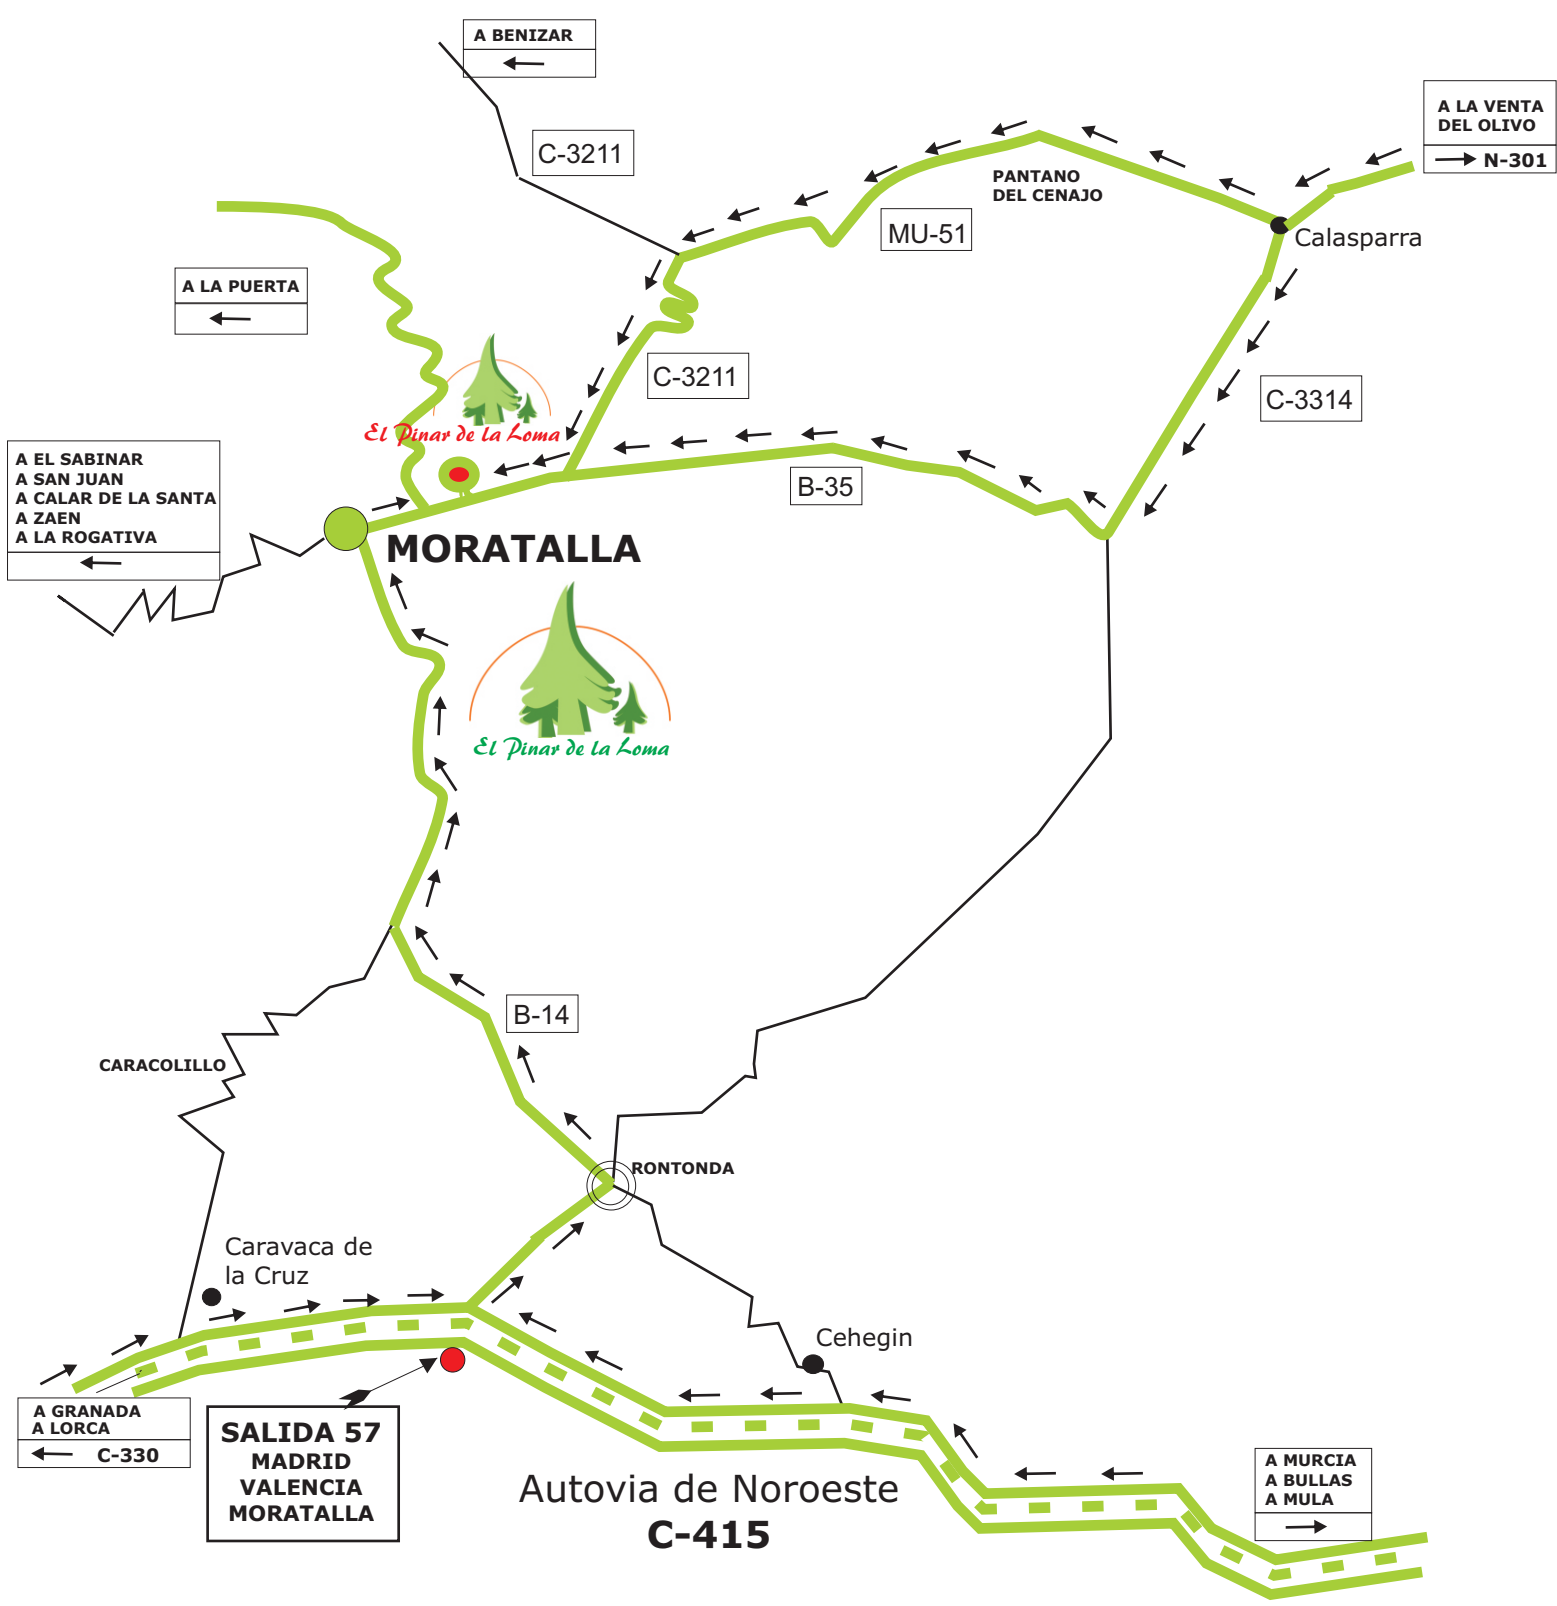 A BENIZAR
C-3211
A LA VENTA
DEL OLIVO
N-301
PANTANO
DEL CENAJO
MU-51
Calasparra
A LA PUERTA
C-3211
C-3314
El Pinar de la Loma
A EL SABINAR
A SAN JUAN
A CALAR DE LA SANTA
A ZAEN
A LA ROGATIVA
B-35
MORATALLA
El Pinar de la Loma
B-14
CARACOLILLO
RONTONDA
Caravaca de
la Cruz
Cehegin
A GRANADA
A LORCA
C-330
SALIDA 57
MADRID
VALENCIA
MORATALLA
Autovia de Noroeste
C-415
A MURCIA
A BULLAS
A MULA